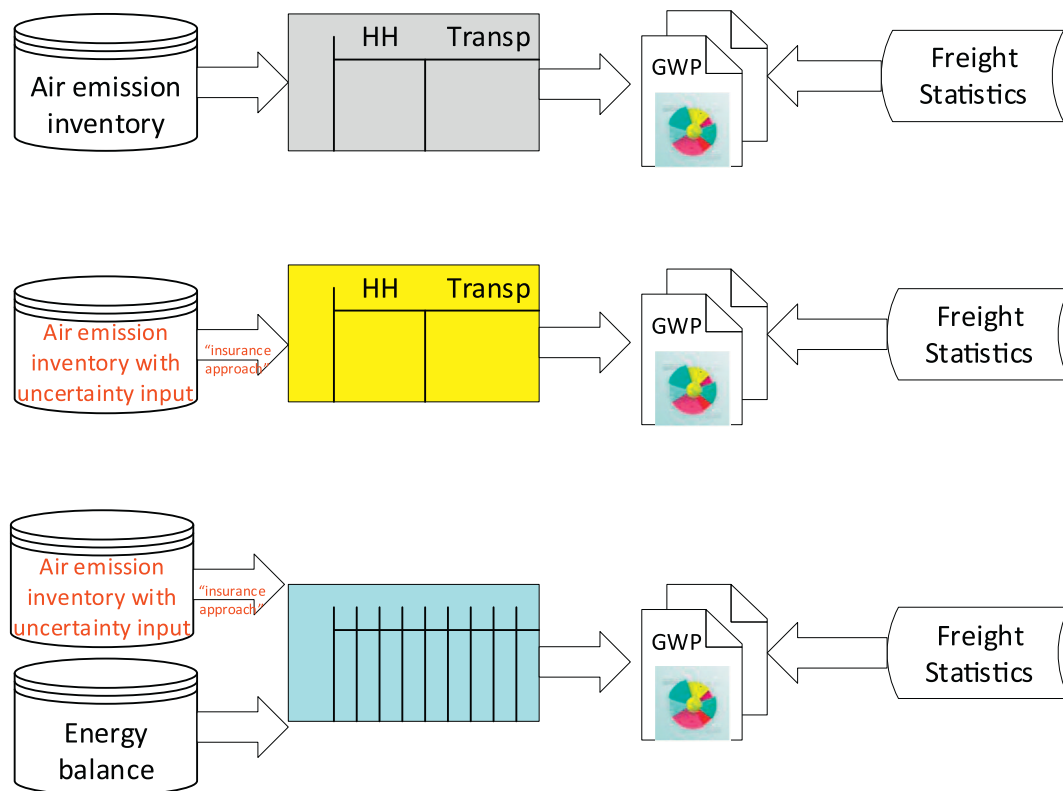 HH Transp
Air emission
inventory
GWP
Freight
Statistics
HH Transp
Air emission
inventory with
uncertainty input
“insurance
approach”
GWP
Freight
Statistics
Air emission
inventory with
uncertainty input
“insurance
approach”
GWP
Freight
Statistics
Energy
balance